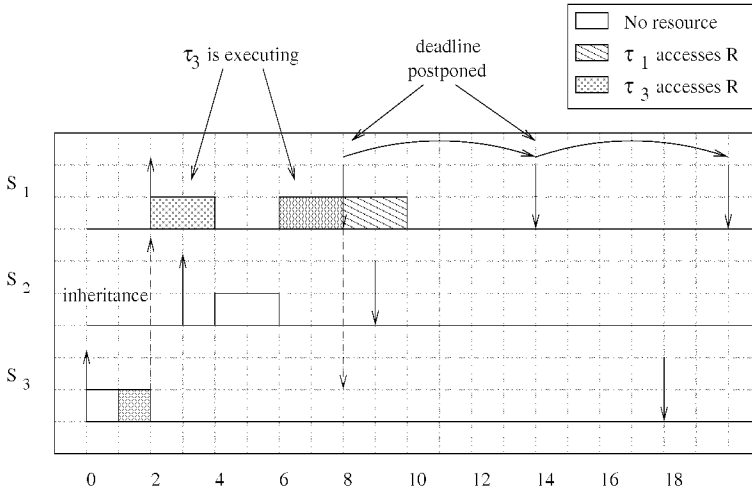 No resource
τ 1 accesses R
τ 3 accesses R
τ3 is executing
deadline
postponed
S 1
S 2
inheritance
S 3
0 2 4 6 8 10 12 14 16 18